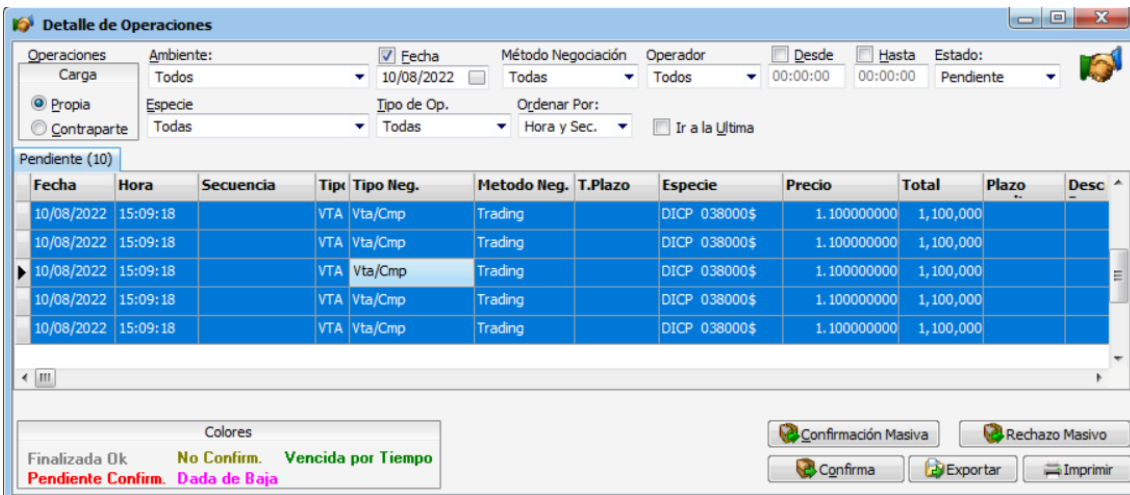 Detalle de Operaciones
Operaciones Ambiente: Fecha Método Negociación Operador Desde Hasta Estado:
Carga Todos 10/08/2022 Todas Todos 00:00:00 00:00:00 Pendiente
Propia Especie Tipo de Op. Ordenar Por:
Contraparte Todas Todas Hora y Sec. Ir a la Ultima
Pendiente (10)
Fecha Hora Secuencia Tipo Neg. Metodo Neg. T.Plazo Especie Precio Total Plazo Desc
10/08/2022 15:09:18 VTA Vta/Cmp Trading DICP 038000$ 1.100000000 1,100,000
10/08/2022 15:09:18 VTA Vta/Cmp Trading DICP 038000$ 1.100000000 1,100,000
10/08/2022 15:09:18 VTA Vta/Cmp Trading DICP 038000$ 1.100000000 1,100,000
10/08/2022 15:09:18 VTA Vta/Cmp Trading DICP 038000$ 1.100000000 1,100,000
10/08/2022 15:09:18 VTA Vta/Cmp Trading DICP 038000$ 1.100000000 1,100,000
Colores
Finalizada Ok No Confirm. Vencida por Tiempo
Pendiente Confirm. Dada de Baja
Confirmación Masiva Rechazo Masivo
Confirma Exportar Imprimir